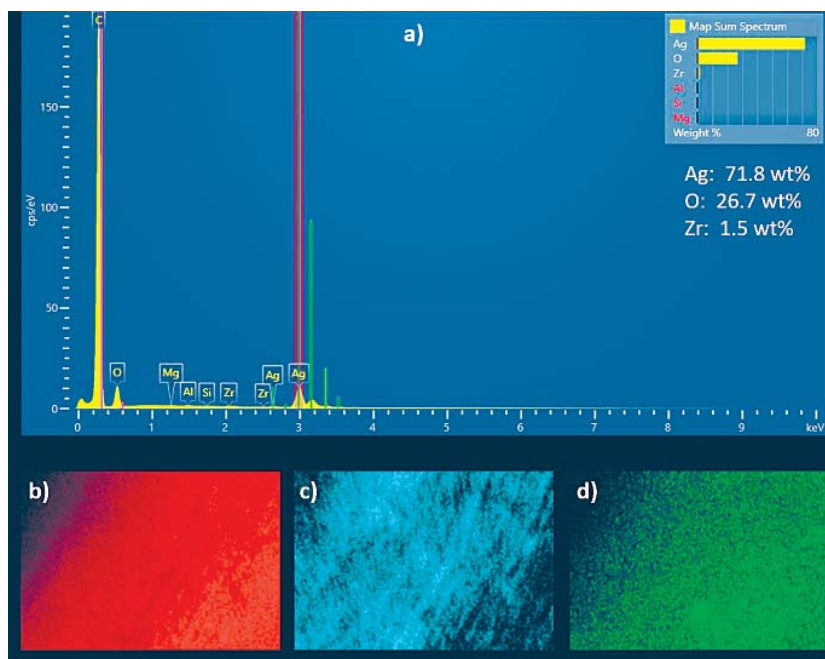 a)
Map Sum Spectrum
Ag
O
Zr
Al
Si
Mg
Weight % 80
Ag: 71.8 wt%
O: 26.7 wt%
Zr: 1.5 wt%
cps/eV
150
100
50
0
C
O
Mg
Al
Si
Zr
Zr
Ag
Ag
0 1 2 3 4 5 6 7 8 9 keV
b)
c)
d)